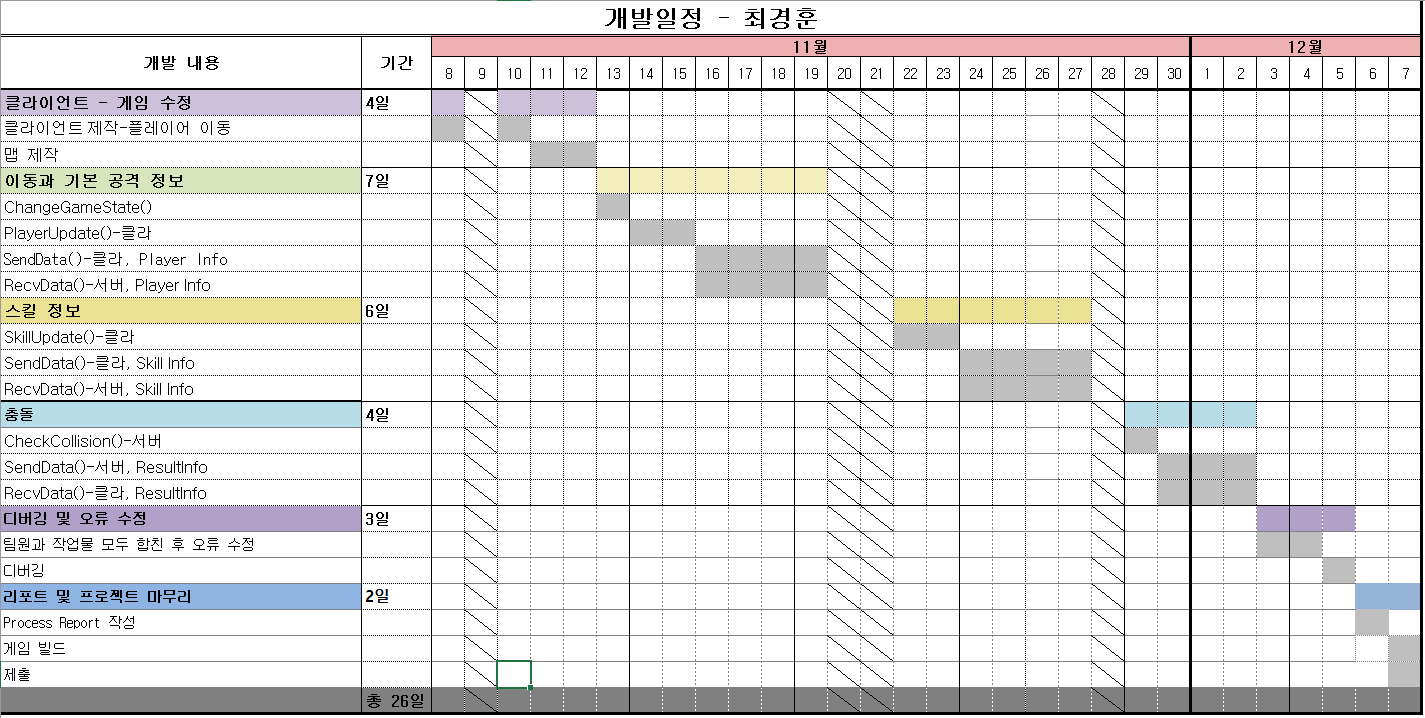 개발일정 - 최경훈
개발 내용 기간 11월 12월
8 9 10 11 12 13 14 15 16 17 18 19 20 21 22 23 24 25 26 27 28 29 30 1 2 3 4 5 6 7
클라이언트 - 게임 수정 4일
클라이언트 제작-플레이어 이동
맵 제작
이동과 기본 공격 정보 7일
ChangeGameState()
PlayerUpdate()-클라
SendData()-클라, Player Info
RecvData()-서버, Player Info
스킬 정보 6일
SkillUpdate()-클라
SendData()-클라, Skill Info
RecvData()-서버, Skill Info
충돌 4일
CheckCollision()-서버
SendData()-서버, ResultInfo
RecvData()-클라, ResultInfo
디버깅 및 오류 수정 3일
팀원과 작업물 모두 합친 후 오류 수정
디버깅
리포트 및 프로젝트 마무리 2일
Process Report 작성
게임 빌드
제출
총 26일